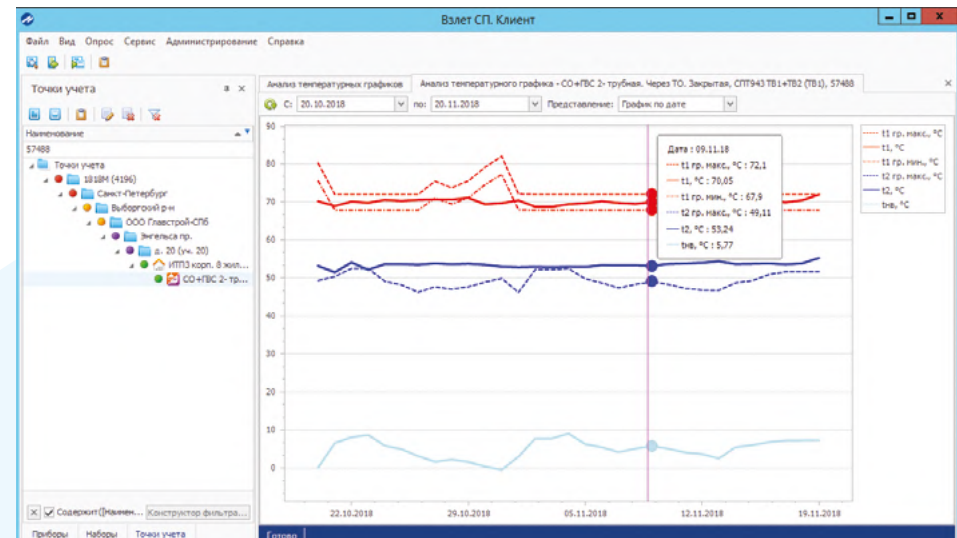 Взлет СП. Клиент
Файл Вид Опрос Сервис Администрирование Справка
Точки учета
Наименование
57488
Точки учета
1818М (4196)
Санкт-Петербург
Выборгский р-н
ООО Главстрой-СПб
Энгельса пр.
д. 20 (уч. 20)
ИТП3 корп. 8 жил...
СО+ГВС 2- тр...
Содержит([Наимен... Конструктор фильтра...
Приборы Наборы Точки учета
Анализ температурных графиков Анализ температурного графика - СО+ГВС 2- трубная. Через ТО. Закрытая, СПТ943 ТВ1+ТВ2 (ТВ1), 57488
С: 20.10.2018 по: 20.11.2018 Представление: График по дате
90
80
70
60
50
40
30
20
10
0
22.10.2018 29.10.2018 05.11.2018 12.11.2018 19.11.2018
Дата : 09.11.18
t1 гр. макс., °C : 72,1
t1, °C : 70,05
t1 гр. мин., °C : 67,9
t2 гр. макс., °C : 49,11
t2, °C : 53,24
tнв, °C : 5,77
t1 гр. макс., °C
t1, °C
t1 гр. мин., °C
t2 гр. макс., °C
t2, °C
tнв, °C
Готово